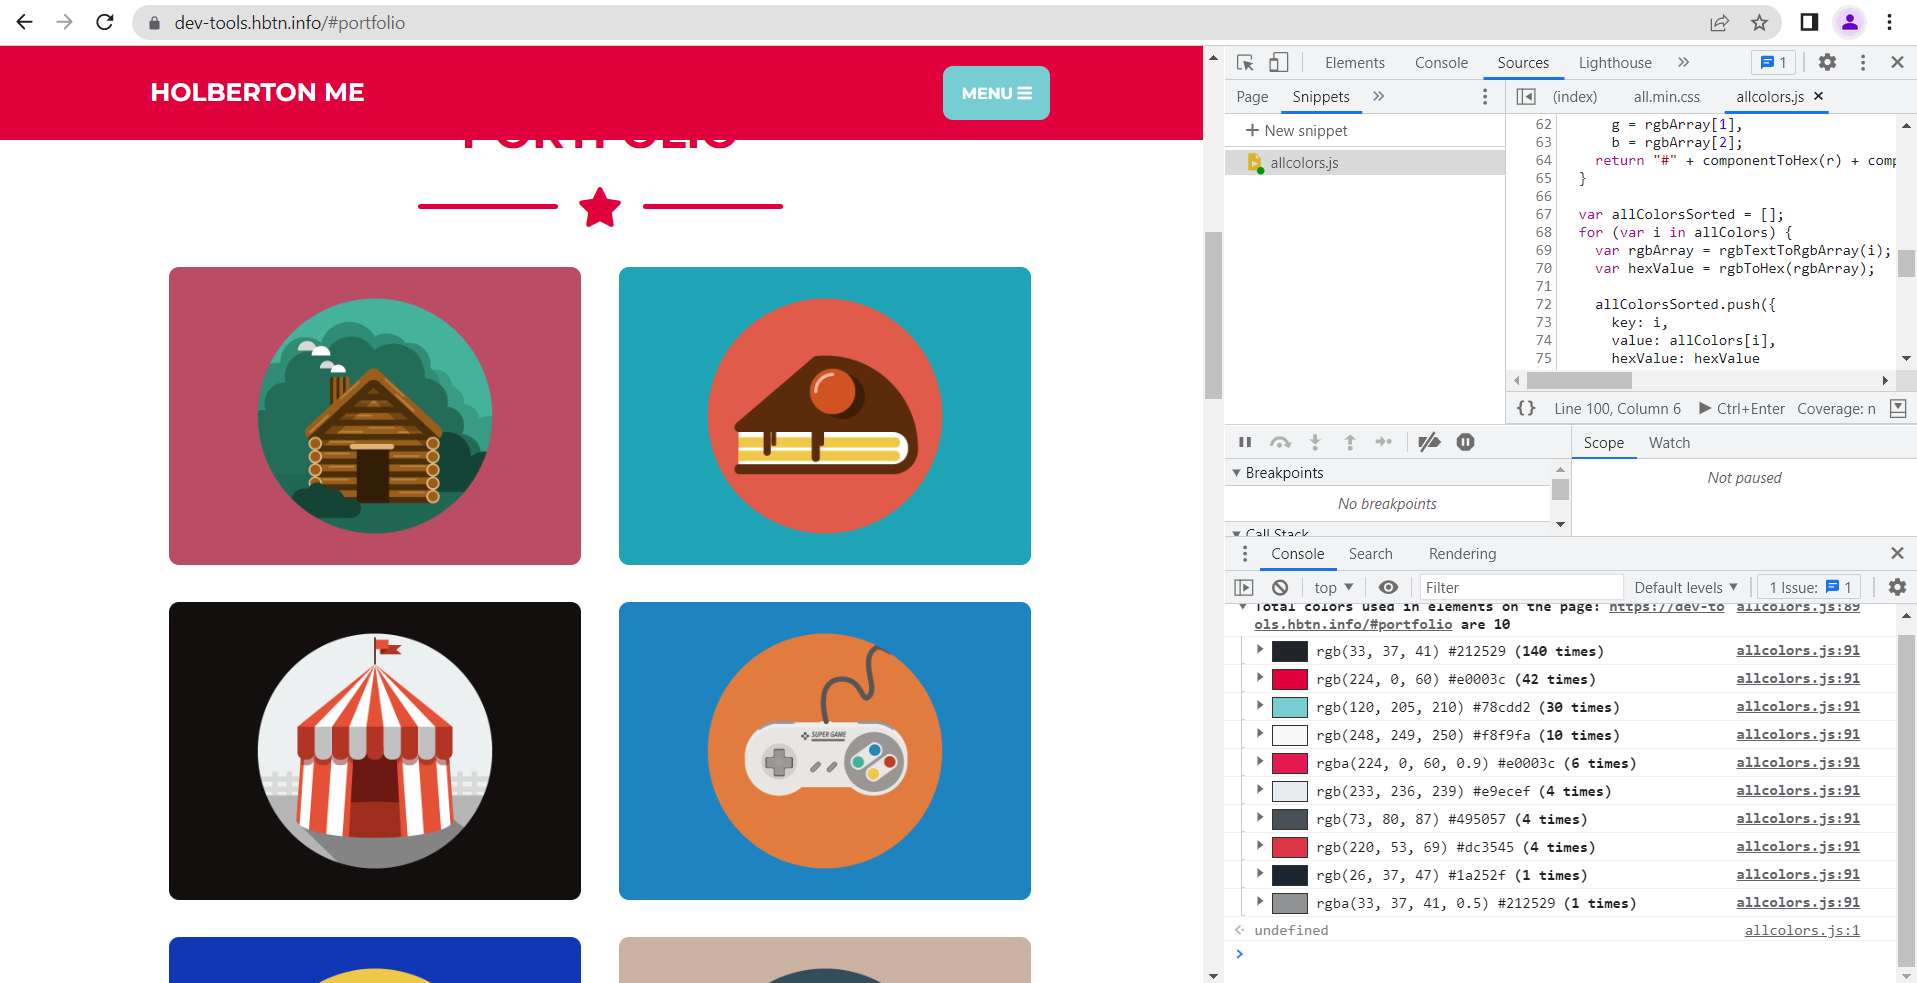 dev-tools.hbtn.info/#portfolio
HOLBERTON ME
MENU
PORTFOLIO
SUPER GAME
Elements Console Sources Lighthouse » 1
Page Snippets »
(index) all.min.css allcolors.js ×
+ New snippet
allcolors.js
62 g = rgbArray[1],
63 b = rgbArray[2];
64 return "#" + componentToHex(r) + comp
65 }
66
67 var allColorsSorted = [];
68 for (var i in allColors) {
69 var rgbArray = rgbTextToRgbArray(i);
70 var hexValue = rgbToHex(rgbArray);
71
72 allColorsSorted.push({
73 key: i,
74 value: allColors[i],
75 hexValue: hexValue
{} Line 100, Column 6 Ctrl+Enter Coverage: n
Scope Watch
Breakpoints
No breakpoints
Call Stack
Not paused
Console Search Rendering
top Filter Default levels 1 Issue: 1
Total colors used in elements on the page: https://dev-to allcolors.js:89
ols.hbtn.info/#portfolio are 10
rgb(33, 37, 41) #212529 (140 times) allcolors.js:91
rgb(224, 0, 60) #e0003c (42 times) allcolors.js:91
rgb(120, 205, 210) #78cdd2 (30 times) allcolors.js:91
rgb(248, 249, 250) #f8f9fa (10 times) allcolors.js:91
rgba(224, 0, 60, 0.9) #e0003c (6 times) allcolors.js:91
rgb(233, 236, 239) #e9ecef (4 times) allcolors.js:91
rgb(73, 80, 87) #495057 (4 times) allcolors.js:91
rgb(220, 53, 69) #dc3545 (4 times) allcolors.js:91
rgb(26, 37, 47) #1a252f (1 times) allcolors.js:91
rgba(33, 37, 41, 0.5) #212529 (1 times) allcolors.js:91
undefined allcolors.js:1